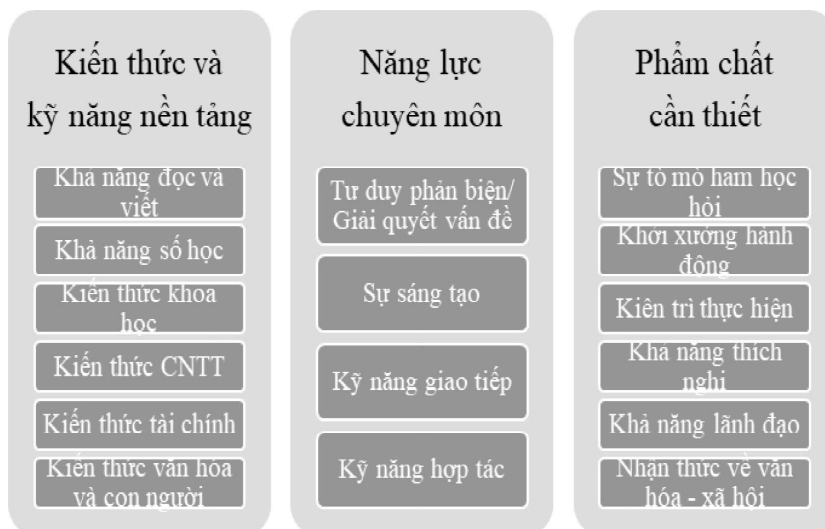 Kiến thức và
kỹ năng nền tảng
Khả năng đọc và
viết
Khả năng số học
Kiến thức khoa
học
Kiến thức CNTT
Kiến thức tài chính
Kiến thức văn hóa
và con người
Năng lực
chuyên môn
Tư duy phản biện/
Giải quyết vấn đề
Sự sáng tạo
Kỹ năng giao tiếp
Kỹ năng hợp tác
Phẩm chất
cần thiết
Sự tò mò ham học
hỏi
Khởi xướng hành
động
Kiên trì thực hiện
Khả năng thích
nghi
Khả năng lãnh đạo
Nhận thức về văn
hóa - xã hội